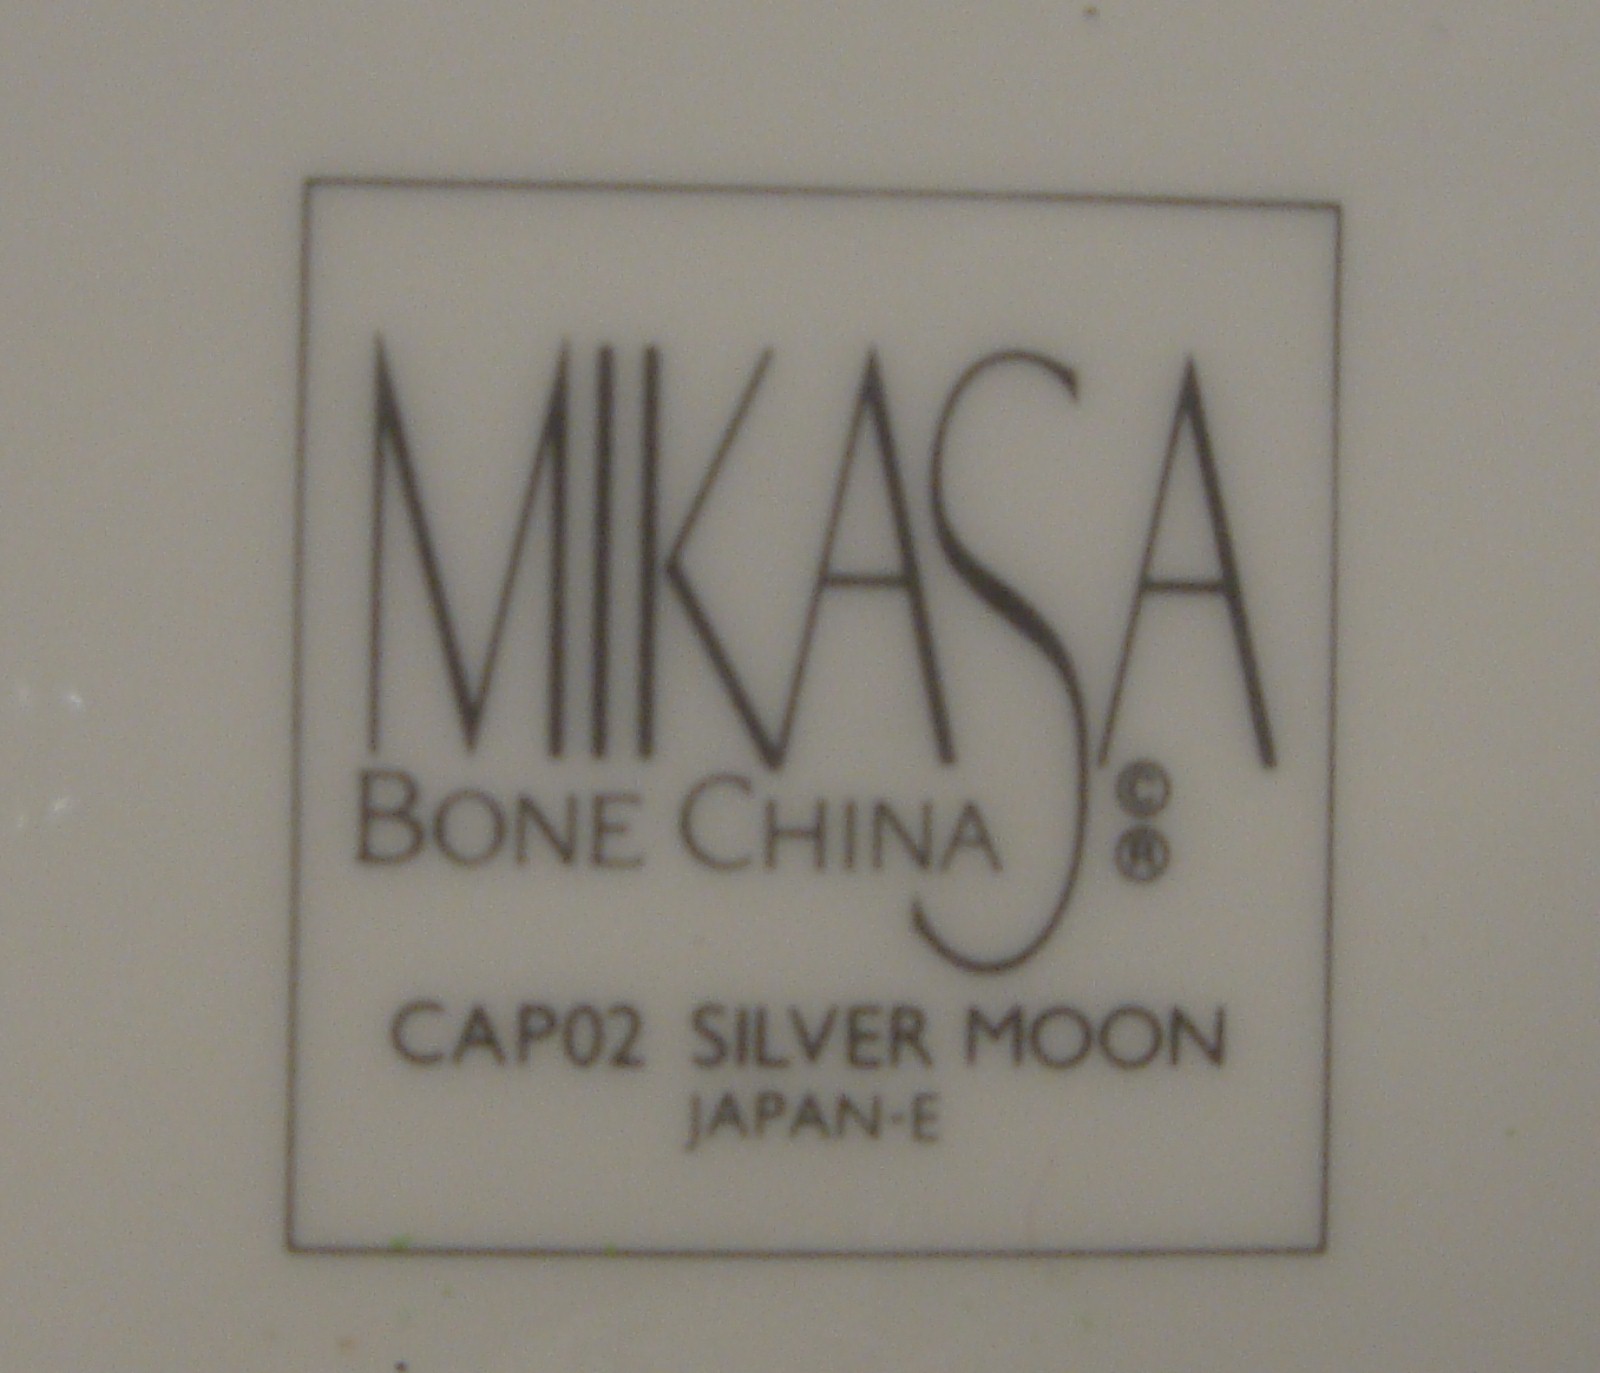 MIKASA
BONE CHINA ©
®
CAP02 SILVER MOON
JAPAN-E